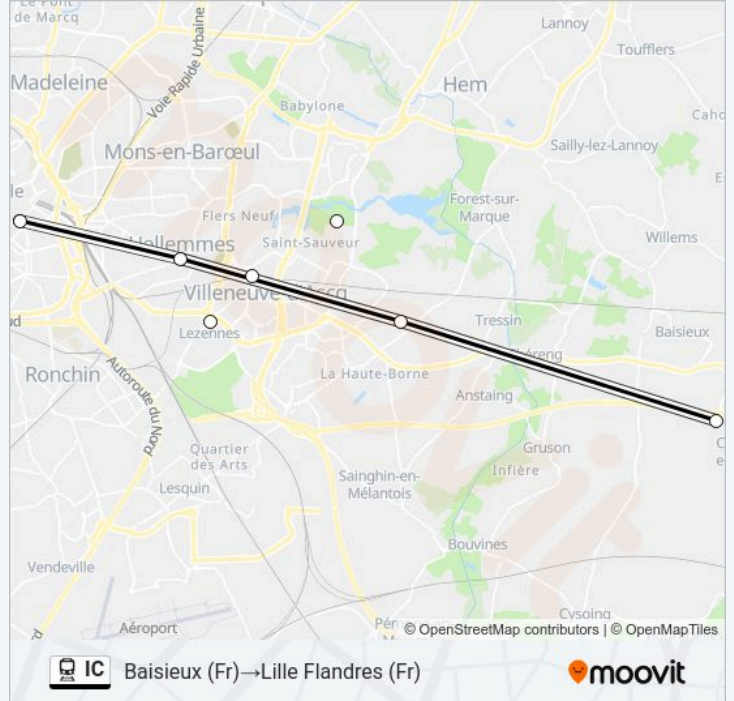 Le Pont
de Marcq
Lannoy
Toufflers
Madeleine
Voie Rapide Urbaine
Hem
Babylone
Mons-en-Barœul
Sailly-lez-Lannoy
Forest-sur-
Marque
Flers Neuf
Hellemmes
Saint-Sauveur
Willems
Villeneuve-d'Ascq
Tressin
Lezennes
Baisieux
Ronchin
La Haute-Borne
Anstaing
Autoroute du Nord
Quartier
des Arts
Gruson
Infière
Sainghin-en-
Mélantois
Lesquin
Bouvines
Vendeville
Cysoing
Aéroport
© OpenStreetMap contributors | © OpenMapTiles
IC Baisieux (Fr)→Lille Flandres (Fr)
moovit